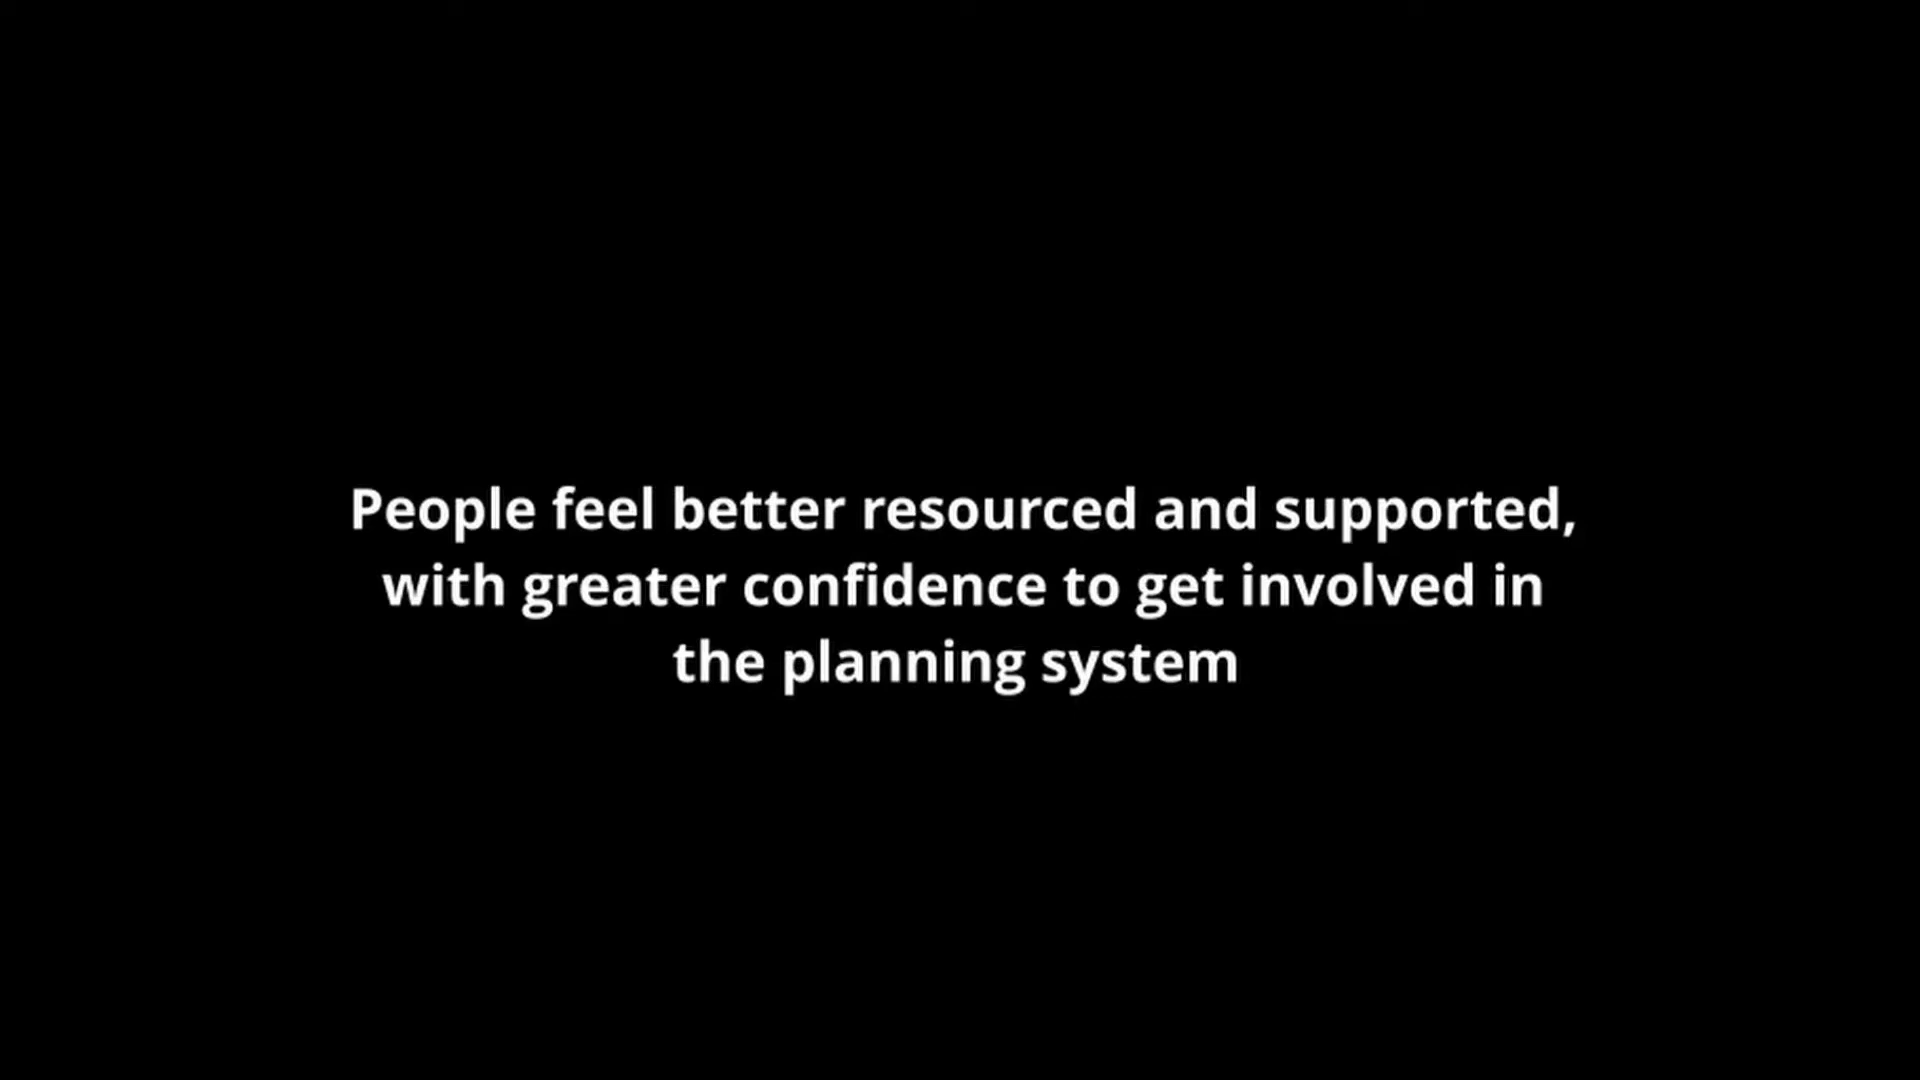 People feel better resourced and supported,
with greater confidence to get involved in
the planning system